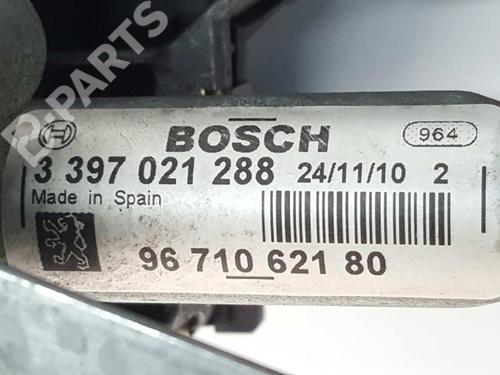 B-PARTS
BOSCH
964
3 397 021 288 24/11/10 2
Made in Spain
96 710 621 80